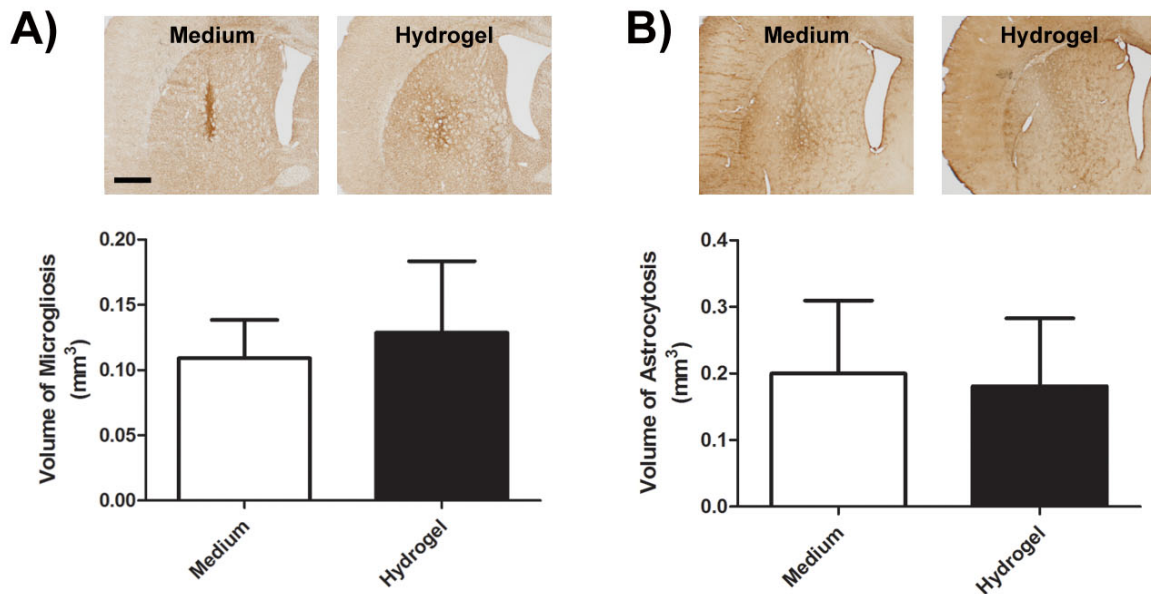 A)
Medium
Hydrogel
Volume of Microgliosis
(mm³)
0.20
0.15
0.10
0.05
0.00
Medium
Hydrogel
B)
Medium
Hydrogel
Volume of Astrocytosis
(mm³)
0.4
0.3
0.2
0.1
0.0
Medium
Hydrogel